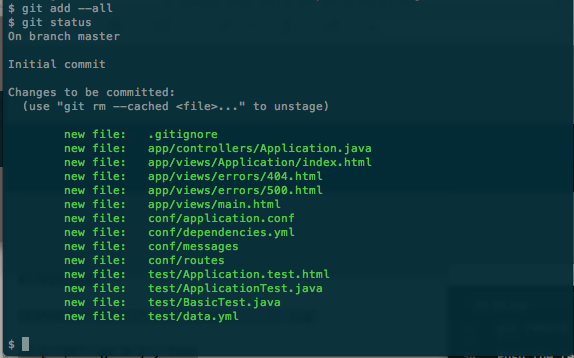 $ git add --all
$ git status
On branch master
Initial commit
Changes to be committed:
(use "git rm --cached <file>..." to unstage)
new file: .gitignore
new file: app/controllers/Application.java
new file: app/views/Application/index.html
new file: app/views/errors/404.html
new file: app/views/errors/500.html
new file: app/views/main.html
new file: conf/application.conf
new file: conf/dependencies.yml
new file: conf/messages
new file: conf/routes
new file: test/Application.test.html
new file: test/ApplicationTest.java
new file: test/BasicTest.java
new file: test/data.yml
$